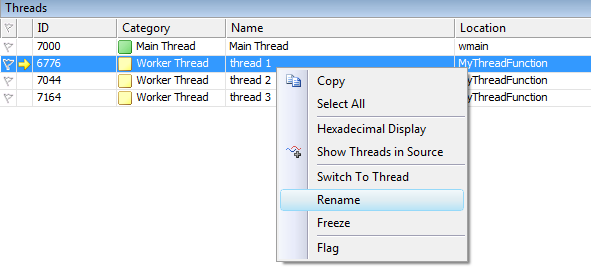 Threads
ID Category Name Location
7000 Main Thread Main Thread wmain
6776 Worker Thread thread 1 MyThreadFunction
7044 Worker Thread thread 2 MyThreadFunction
7164 Worker Thread thread 3 MyThreadFunction
Copy
Select All
Hexadecimal Display
Show Threads in Source
Switch To Thread
Rename
Freeze
Flag